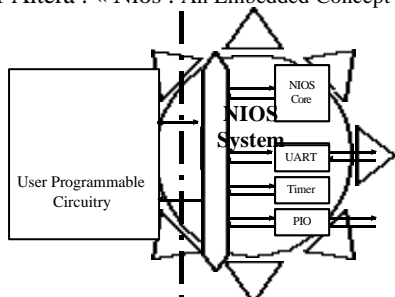 Altera : « Nios : An Embedded Concept
NIOS
Core
NIOS
System
UART
User Programmable
Circuitry
Timer
PIO